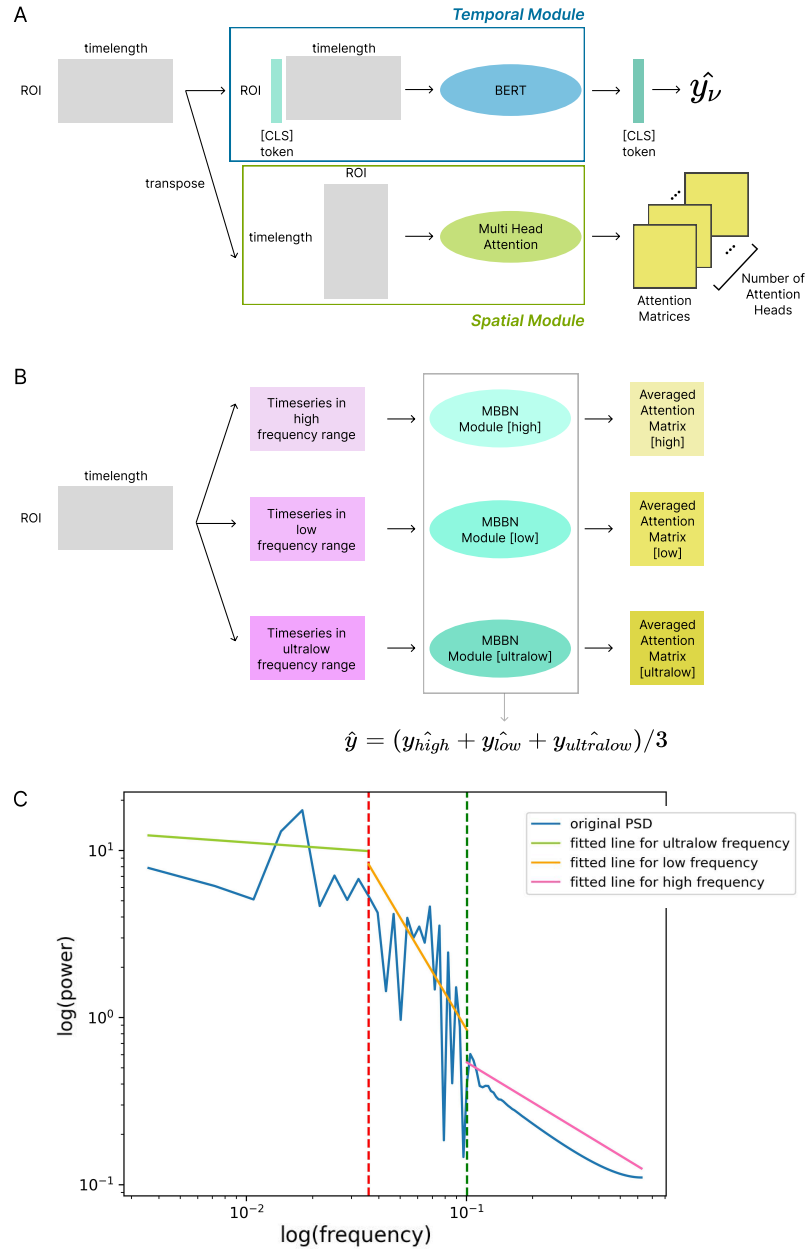 A
Temporal Module
timelength
timelength
ROI
ROI
BERT
ŷ_ν
[CLS]
token
[CLS]
token
transpose
ROI
timelength
Multi Head
Attention
Attention
Matrices
Number of
Attention
Heads
Spatial Module
B
timelength
ROI
Timeseries in
high
frequency range
MBBN
Module [high]
Averaged
Attention
Matrix
[high]
Timeseries in
low
frequency range
MBBN
Module [low]
Averaged
Attention
Matrix
[low]
Timeseries in
ultralow
frequency range
MBBN
Module [ultralow]
Averaged
Attention
Matrix
[ultralow]
ŷ = (ŷ_high + ŷ_low + ŷ_ultralow)/3
C
original PSD
fitted line for ultralow frequency
fitted line for low frequency
fitted line for high frequency
10¹
10⁰
10⁻¹
log(power)
10⁻²
10⁻¹
log(frequency)